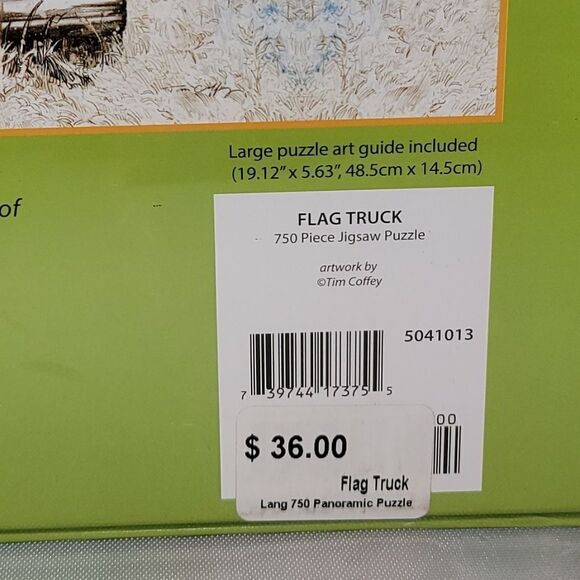 Large puzzle art guide included
(19.12” x 5.63”, 48.5cm x 14.5cm)
of
FLAG TRUCK
750 Piece Jigsaw Puzzle
artwork by
©Tim Coffey
5041013
7 39744 17375 5
00
$ 36.00
Flag Truck
Lang 750 Panoramic Puzzle